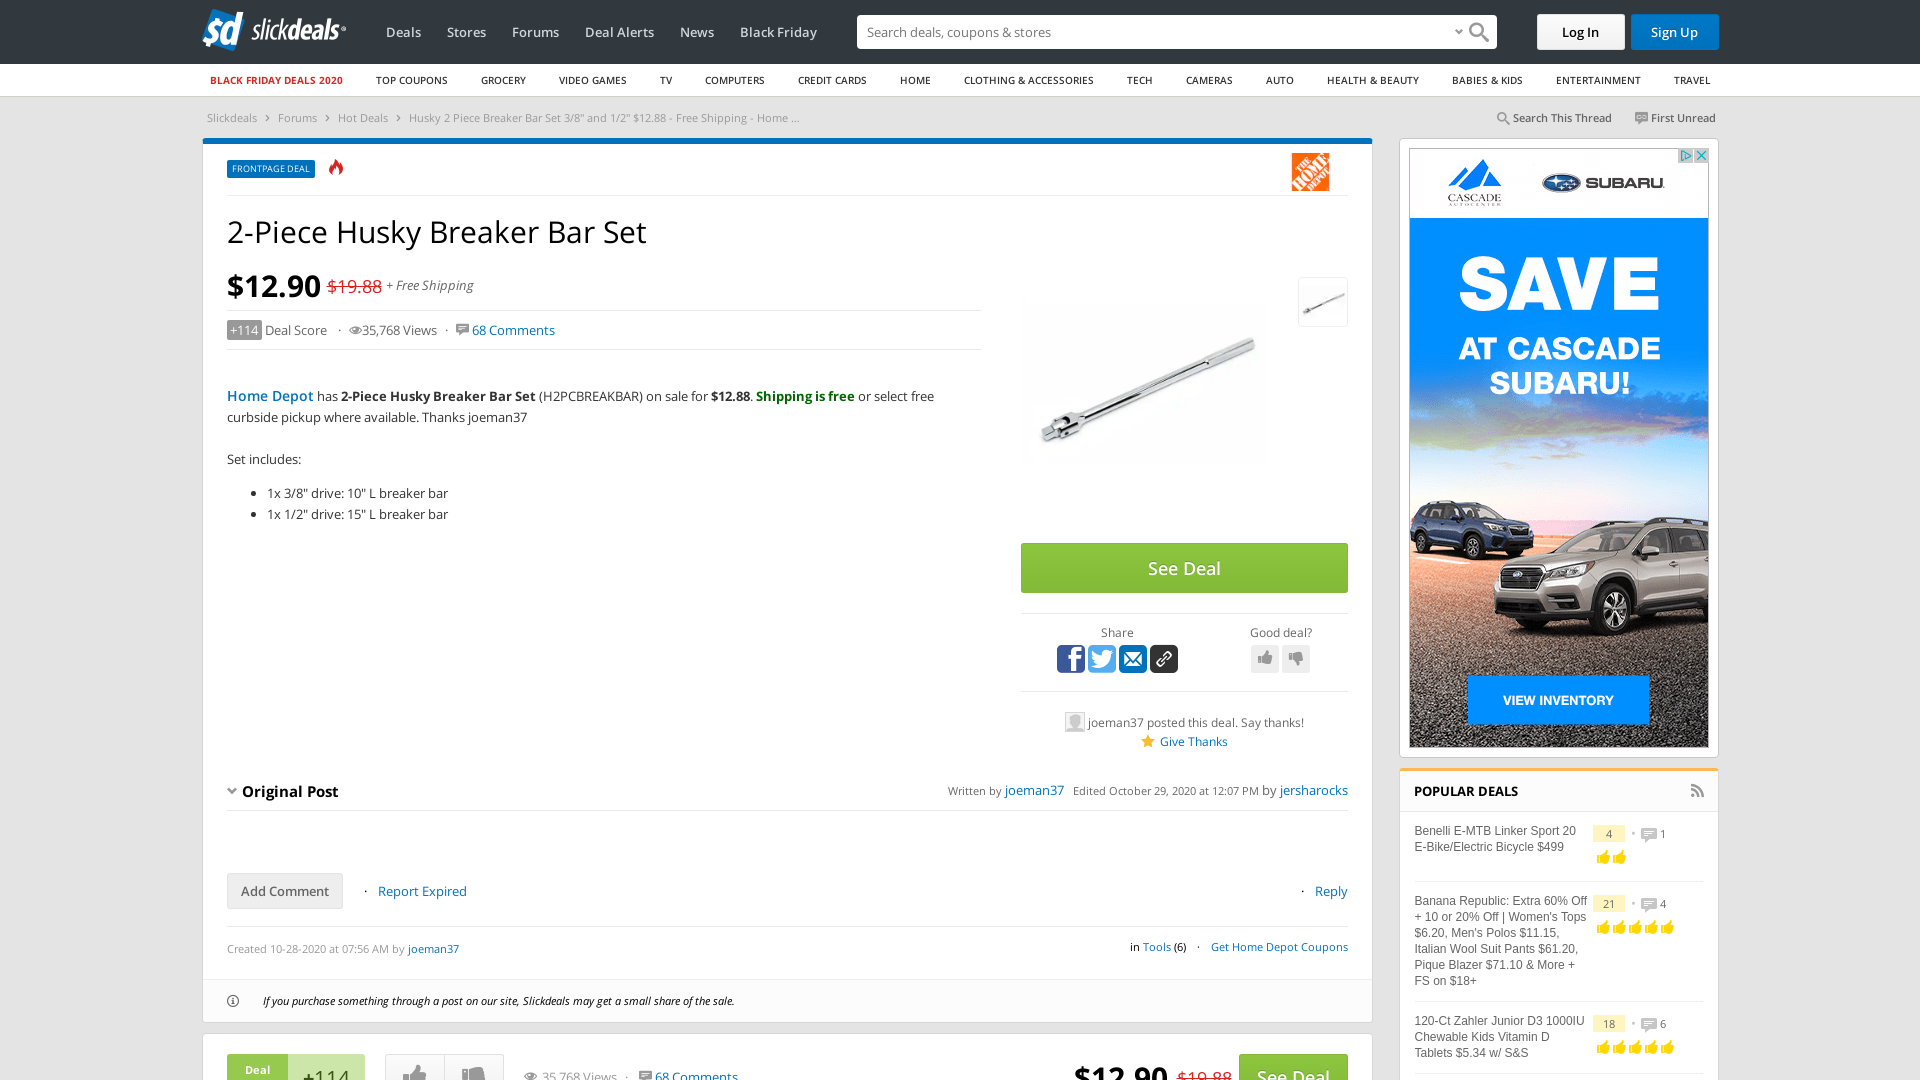 sd slickdeals
Deals
Stores
Forums
Deal Alerts
News
Black Friday
Search deals, coupons & stores
Log In
Sign Up
BLACK FRIDAY DEALS 2020
TOP COUPONS
GROCERY
VIDEO GAMES
TV
COMPUTERS
CREDIT CARDS
HOME
CLOTHING & ACCESSORIES
TECH
CAMERAS
AUTO
HEALTH & BEAUTY
BABIES & KIDS
ENTERTAINMENT
TRAVEL
Slickdeals › Forums › Hot Deals › Husky 2 Piece Breaker Bar Set 3/8" and 1/2" $12.88 - Free Shipping - Home ...
Search This Thread
First Unread
FRONTPAGE DEAL
THE HOME DEPOT
2-Piece Husky Breaker Bar Set
$12.90 $19.88 + Free Shipping
+114 Deal Score · 35,768 Views · 68 Comments
Home Depot has 2-Piece Husky Breaker Bar Set (H2PCBREAKBAR) on sale for $12.88. Shipping is free or select free
curbside pickup where available. Thanks joeman37
Set includes:
• 1x 3/8" drive: 10" L breaker bar
• 1x 1/2" drive: 15" L breaker bar
See Deal
Share
Good deal?
joeman37 posted this deal. Say thanks!
Give Thanks
Original Post
Written by joeman37 Edited October 29, 2020 at 12:07 PM by jersharocks
Add Comment
· Report Expired
· Reply
Created 10-28-2020 at 07:56 AM by joeman37
in Tools (6) · Get Home Depot Coupons
If you purchase something through a post on our site, Slickdeals may get a small share of the sale.
Deal
+114
35,768 Views · 68 Comments
$12.90 $19.88
See Deal
CASCADE
AUTOCENTER
SUBARU
SAVE
AT CASCADE
SUBARU!
VIEW INVENTORY
POPULAR DEALS
Benelli E-MTB Linker Sport 20
E-Bike/Electric Bicycle $499
4 • 1
Banana Republic: Extra 60% Off
+ 10 or 20% Off | Women's Tops
$6.20, Men's Polos $11.15,
Italian Wool Suit Pants $61.20,
Pique Blazer $71.10 & More +
FS on $18+
21 • 4
120-Ct Zahler Junior D3 1000IU
Chewable Kids Vitamin D
Tablets $5.34 w/ S&S
18 • 6